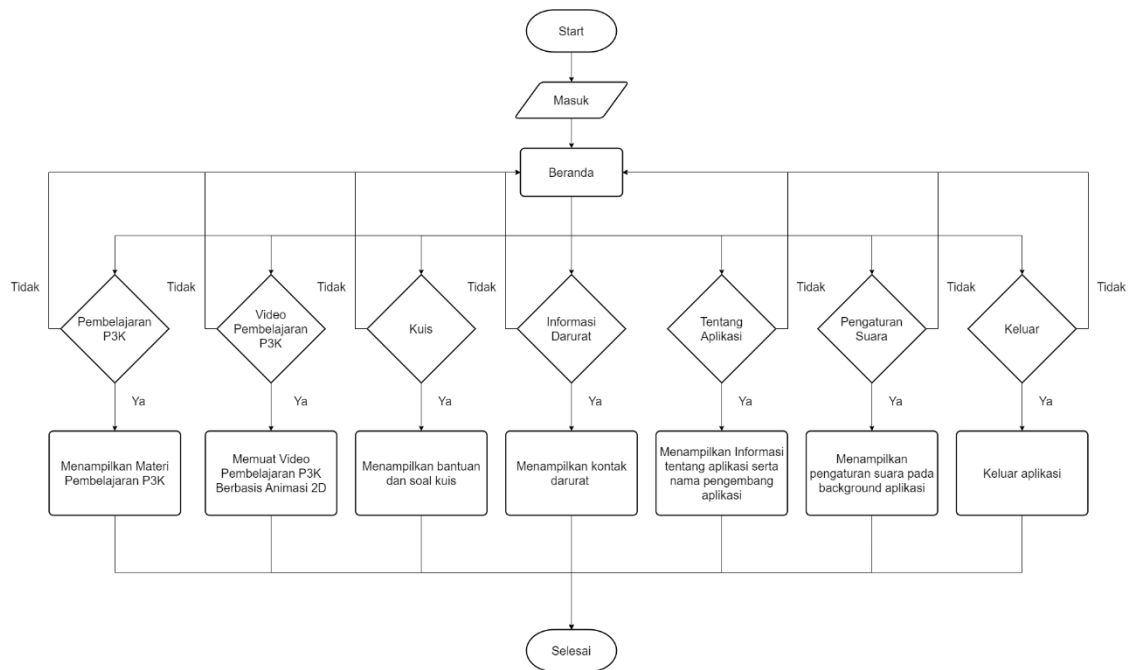 Start
Masuk
Beranda
Tidak
Tidak
Tidak
Tidak
Tidak
Tidak
Tidak
Pembelajaran
P3K
Video
Pembelajaran
P3K
Kuis
Informasi
Darurat
Tentang
Aplikasi
Pengaturan
Suara
Keluar
Ya
Ya
Ya
Ya
Ya
Ya
Ya
Menampilkan Materi
Pembelajaran P3K
Memuat Video
Pembelajaran P3K
Berbasis Animasi 2D
Menampilkan bantuan
dan soal kuis
Menampilkan kontak
darurat
Menampilkan Informasi
tentang aplikasi serta
nama pengembang
aplikasi
Menampilkan
pengaturan suara pada
background aplikasi
Keluar aplikasi
Selesai